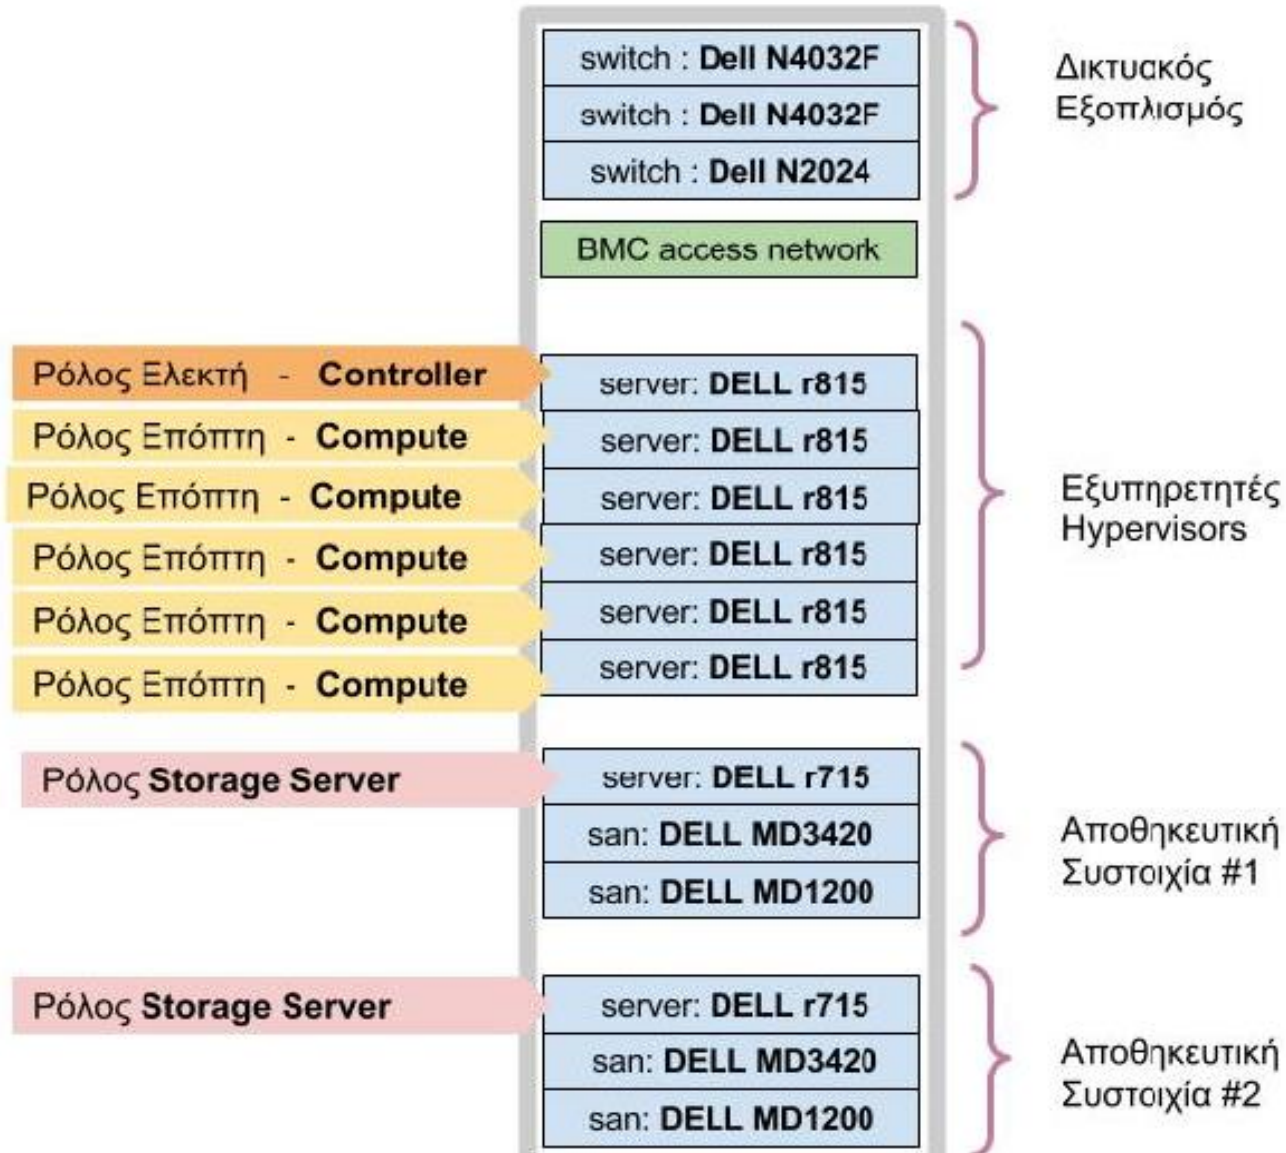 switch : Dell N4032F
switch : Dell N4032F
switch : Dell N2024
Δικτυακός
Εξοπλισμός
BMC access network
Ρόλος Ελεκτή - Controller
server: DELL r815
Ρόλος Επόπτη - Compute
server: DELL r815
Ρόλος Επόπτη - Compute
server: DELL r815
Ρόλος Επόπτη - Compute
server: DELL r815
Ρόλος Επόπτη - Compute
server: DELL r815
Ρόλος Επόπτη - Compute
server: DELL r815
Εξυπηρετητές
Hypervisors
Ρόλος Storage Server
server: DELL r715
san: DELL MD3420
san: DELL MD1200
Αποθηκευτική
Συστοιχία #1
Ρόλος Storage Server
server: DELL r715
san: DELL MD3420
san: DELL MD1200
Αποθηκευτική
Συστοιχία #2